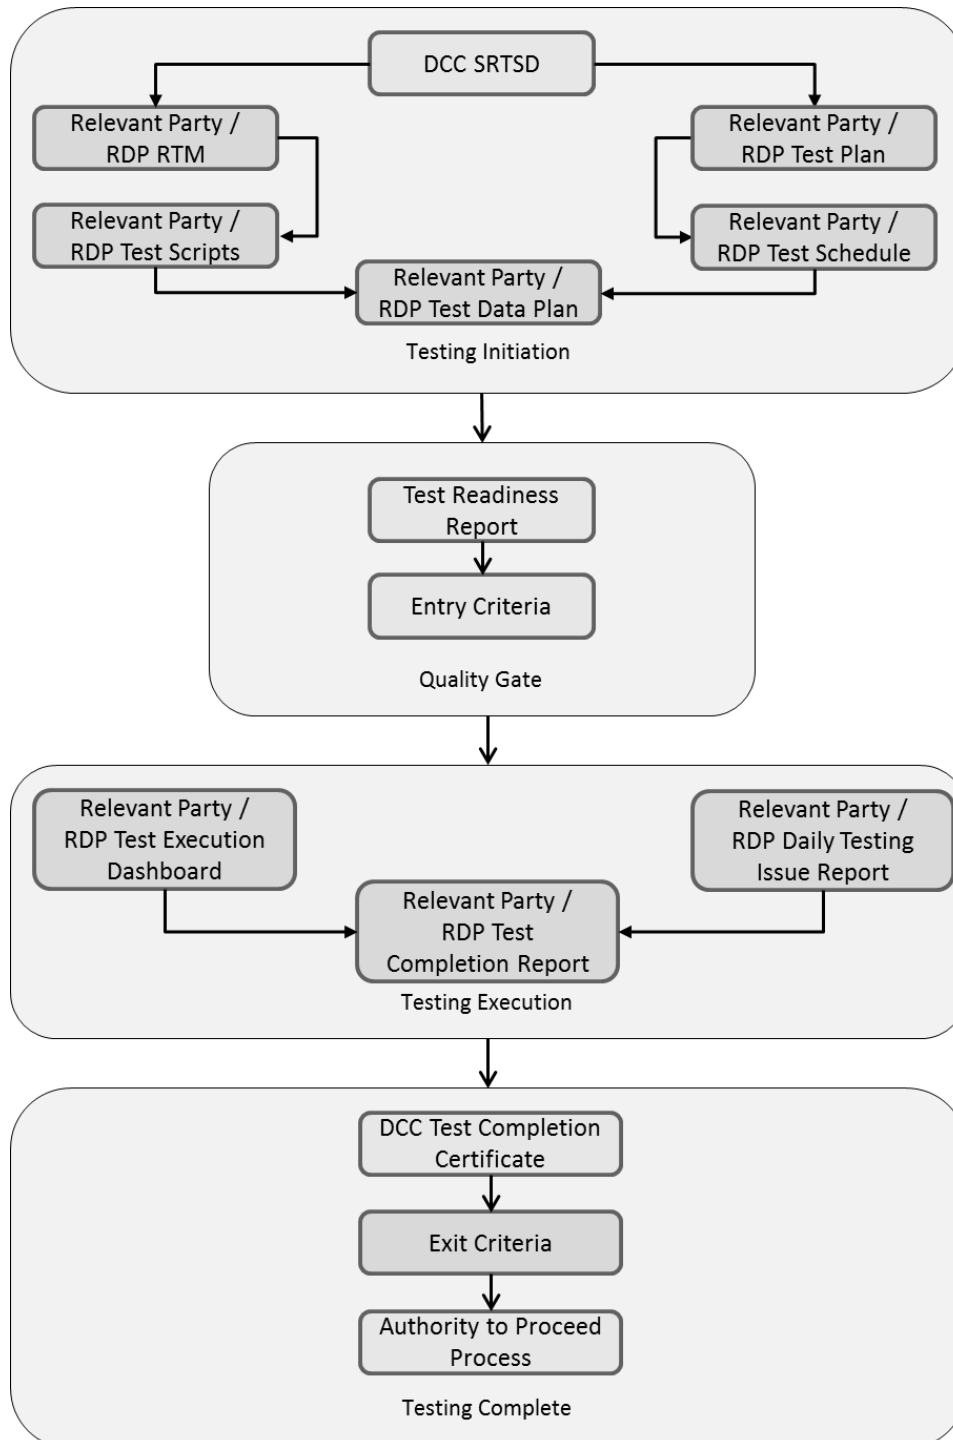 DCC SRTSD
Relevant Party /
RDP RTM
Relevant Party /
RDP Test Plan
Relevant Party /
RDP Test Scripts
Relevant Party /
RDP Test Schedule
Relevant Party /
RDP Test Data Plan
Testing Initiation
Test Readiness
Report
Entry Criteria
Quality Gate
Relevant Party /
RDP Test Execution
Dashboard
Relevant Party /
RDP Daily Testing
Issue Report
Relevant Party /
RDP Test
Completion Report
Testing Execution
DCC Test Completion
Certificate
Exit Criteria
Authority to Proceed
Process
Testing Complete